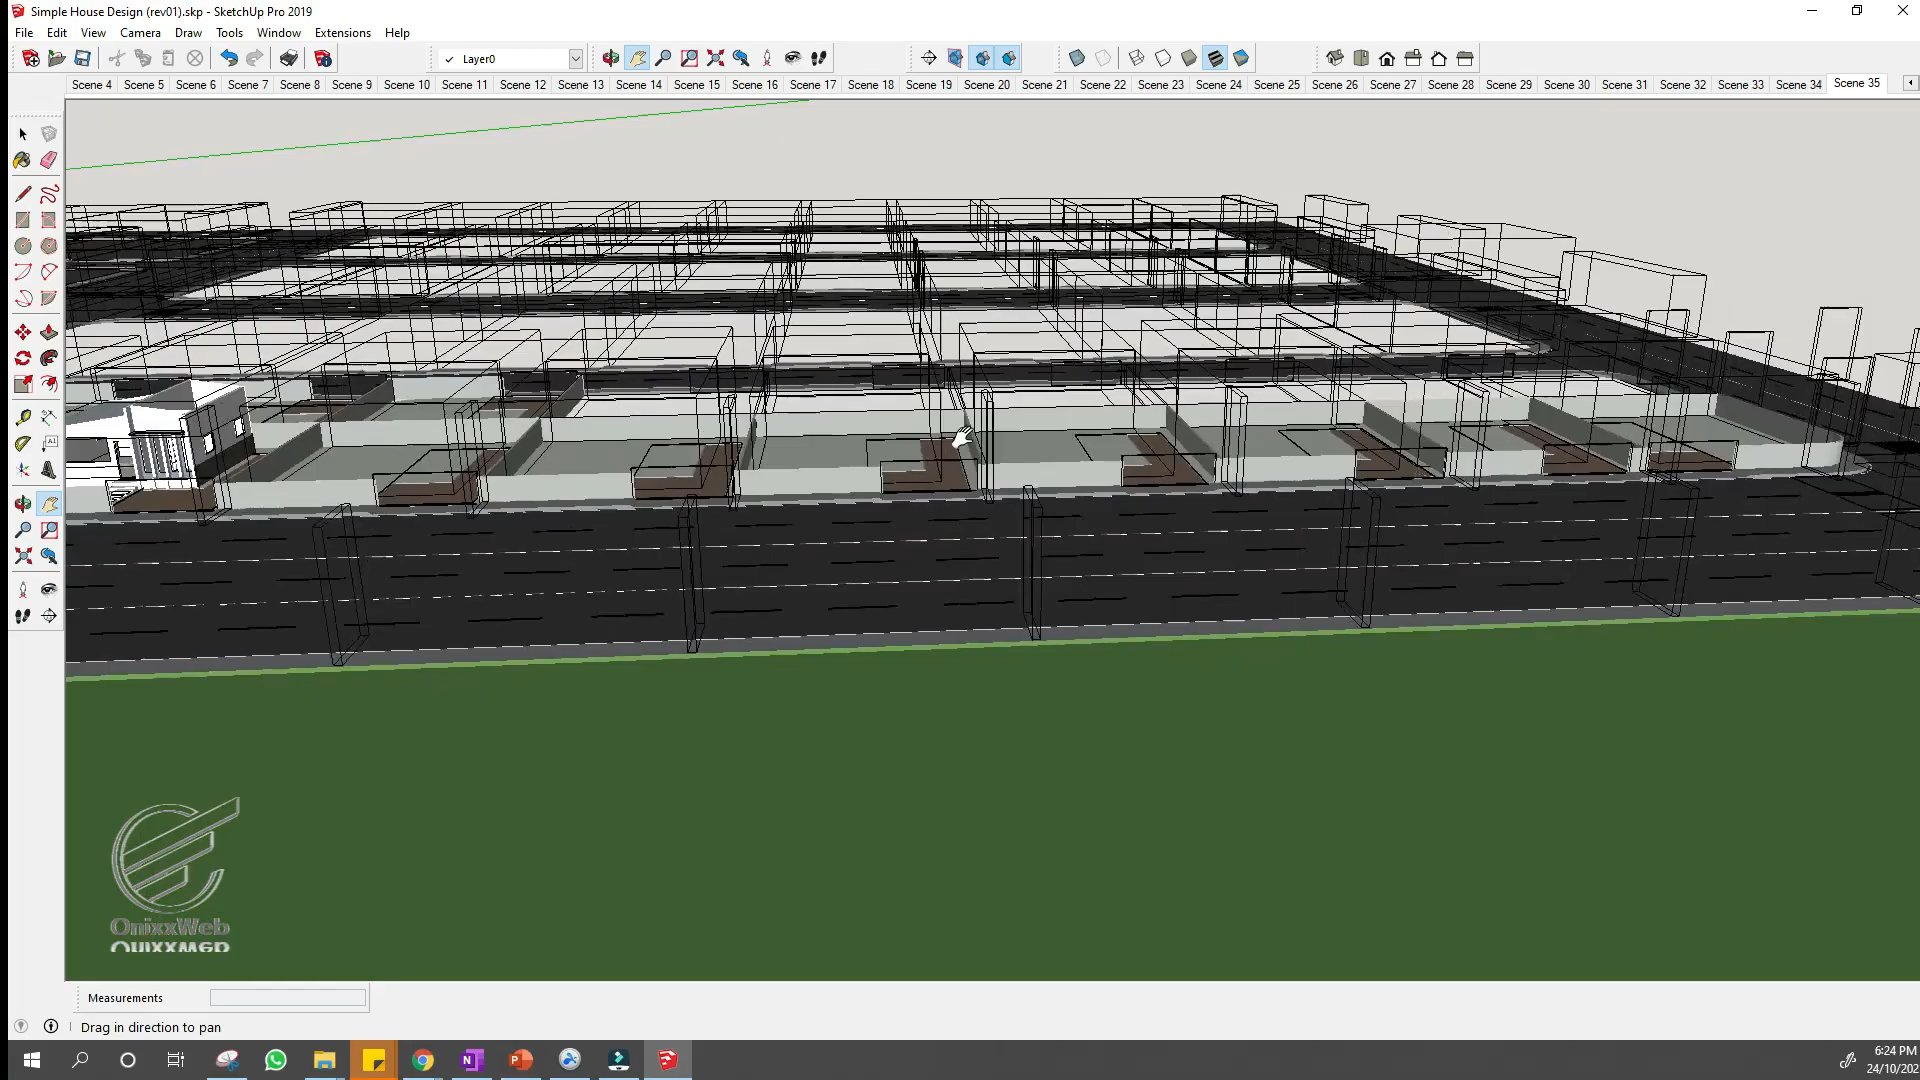 Simple House Design (rev01).skp - SketchUp Pro 2019
File Edit View Camera Draw Tools Window Extensions Help
Layer0
Scene 4 Scene 5 Scene 6 Scene 7 Scene 8 Scene 9 Scene 10 Scene 11 Scene 12 Scene 13 Scene 14 Scene 15 Scene 16 Scene 17 Scene 18 Scene 19 Scene 20 Scene 21 Scene 22 Scene 23 Scene 24 Scene 25 Scene 26 Scene 27 Scene 28 Scene 29 Scene 30 Scene 31 Scene 32 Scene 33 Scene 34 Scene 35
OnixxWeb
Measurements
Drag in direction to pan
6:24 PM
24/10/202